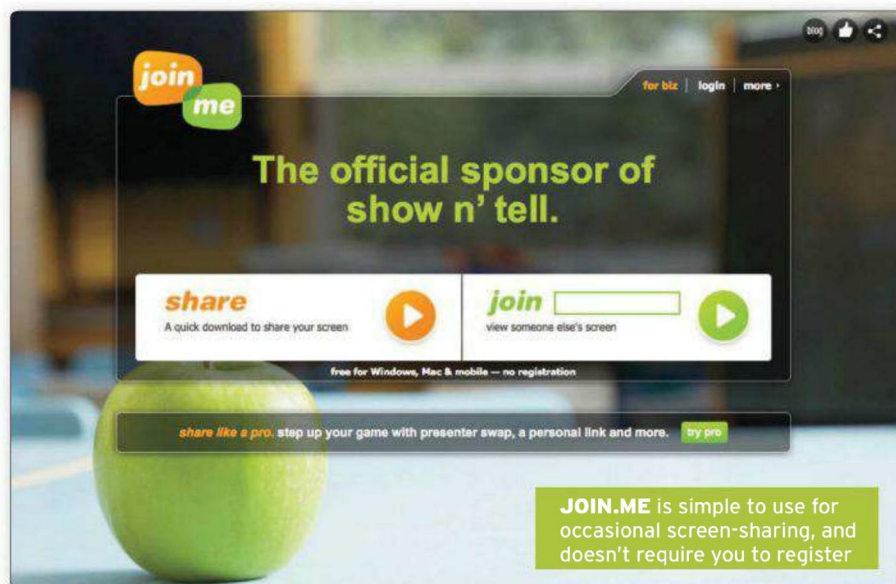 blog
join
me
for biz | login | more ›
The official sponsor of
show n' tell.
share
A quick download to share your screen
join
view someone else's screen
free for Windows, Mac & mobile — no registration
share like a pro. step up your game with presenter swap, a personal link and more. try pro
JOIN.ME is simple to use for
occasional screen-sharing, and
doesn't require you to register